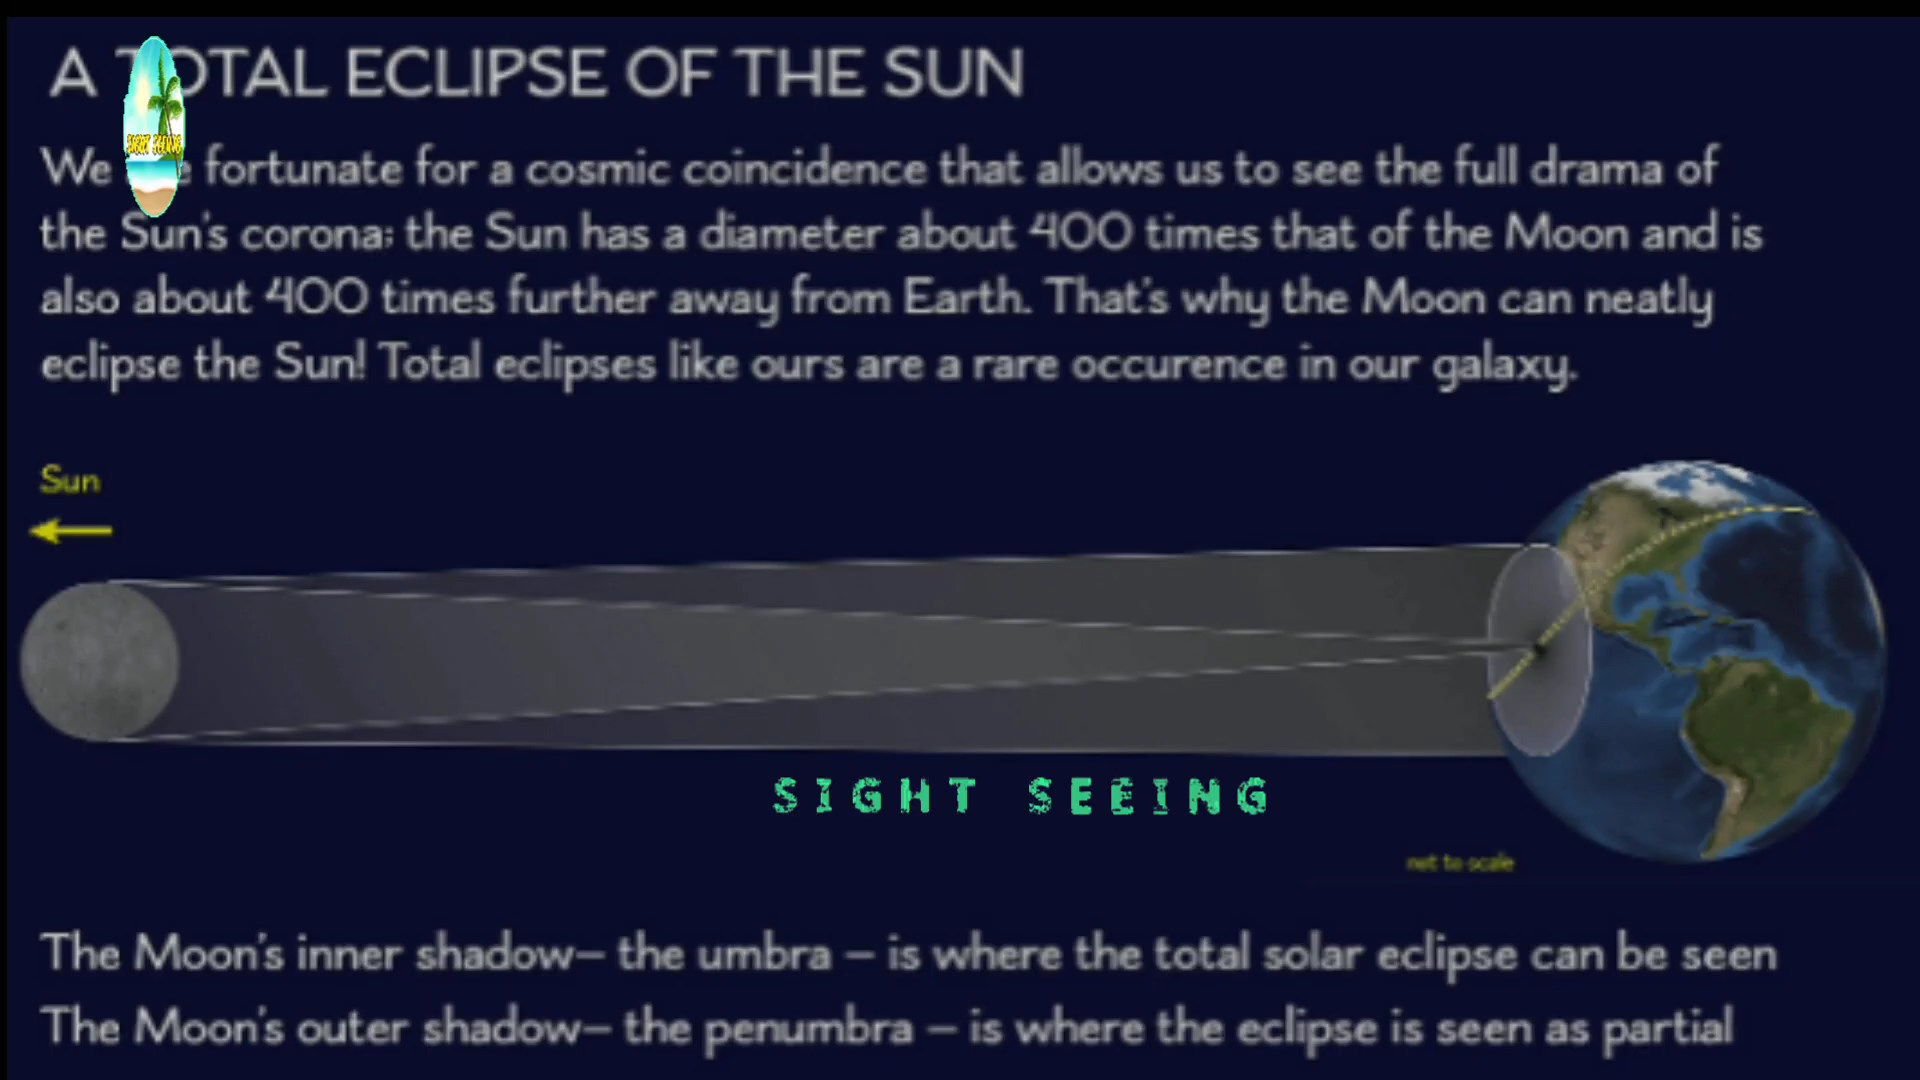 A TOTAL ECLIPSE OF THE SUN
SIGHT SEEING
We fortunate for a cosmic coincidence that allows us to see the full drama of
the Sun's corona; the Sun has a diameter about 400 times that of the Moon and is
also about 400 times further away from Earth. That's why the Moon can neatly
eclipse the Sun! Total eclipses like ours are a rare occurence in our galaxy.
Sun
SIGHT SEEING
not to scale
The Moon's inner shadow– the umbra – is where the total solar eclipse can be seen
The Moon's outer shadow– the penumbra – is where the eclipse is seen as partial